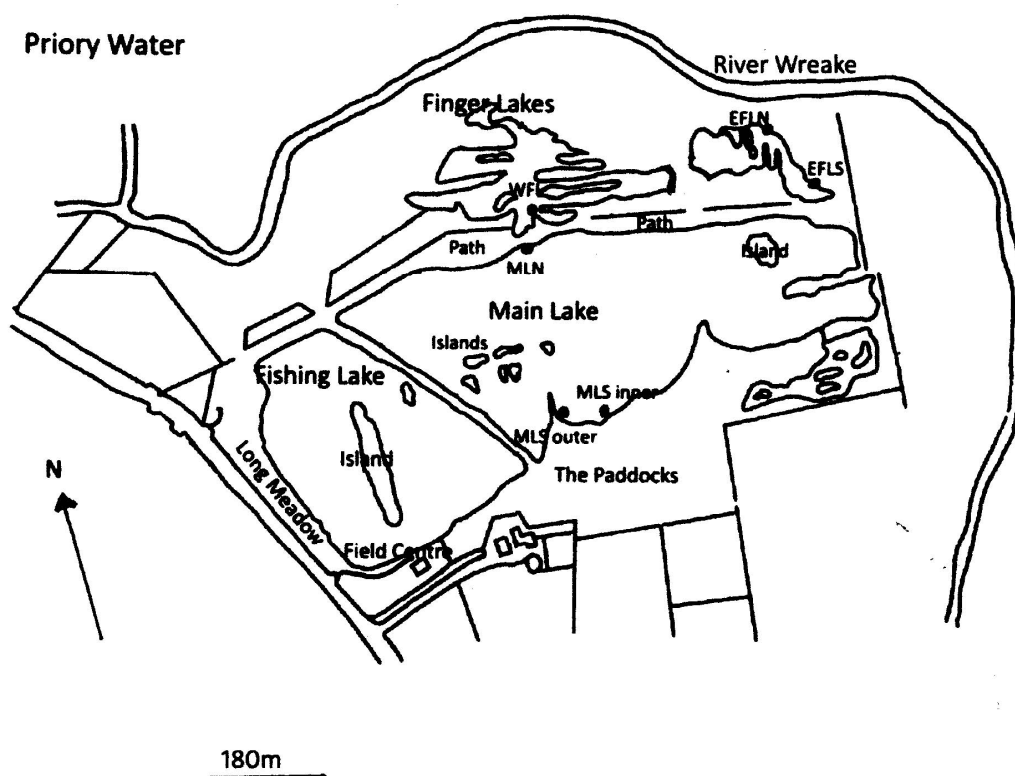 Priory Water
River Wreake
Finger Lakes
EFLN
EFLS
WFL
Path
Path
Island
MLN
Main Lake
Islands
Fishing Lake
MLS inner
MLS outer
Island
The Paddocks
Long Meadow
N
Field Centre
180m